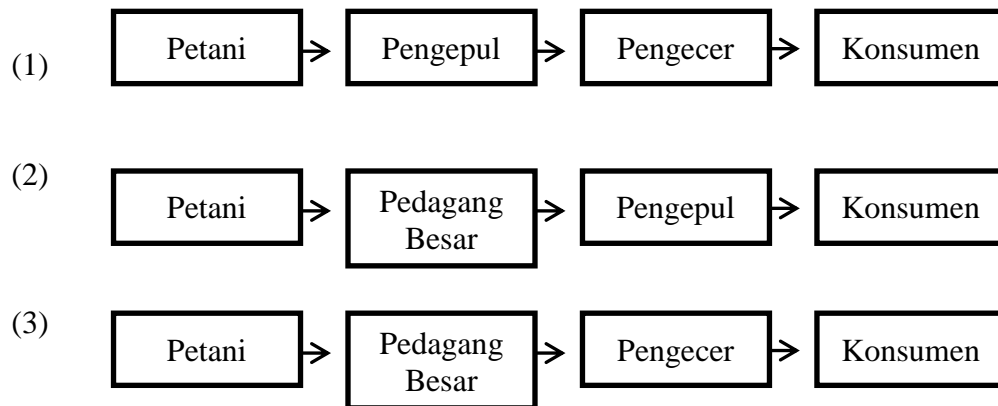 (1) Petani Pengepul Pengecer Konsumen
(2) Petani Pedagang Besar Pengepul Konsumen
(3) Petani Pedagang Besar Pengecer Konsumen